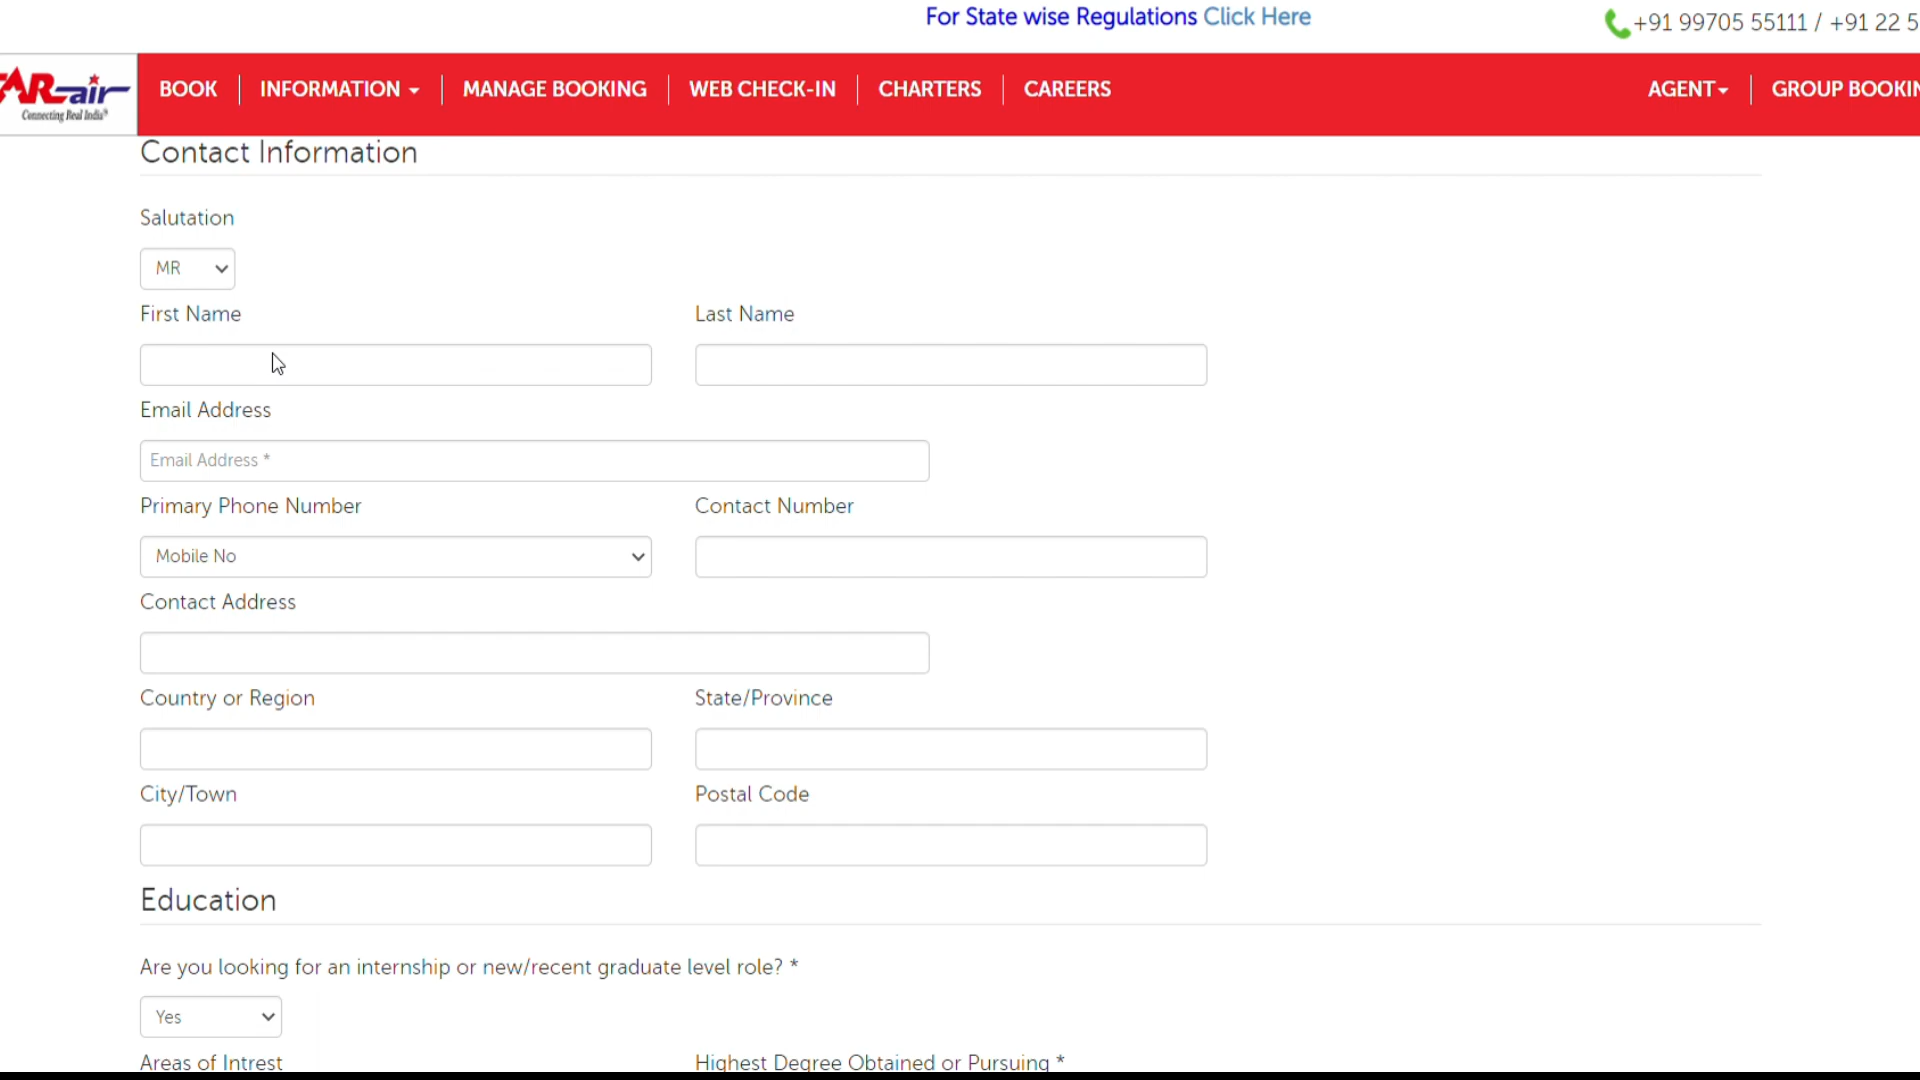 For State wise Regulations Click Here
+91 99705 55111 / +91 22 5
AR air
Connecting Real India
BOOK
INFORMATION
MANAGE BOOKING
WEB CHECK-IN
CHARTERS
CAREERS
AGENT
GROUP BOOKIN
Contact Information
Salutation
MR
First Name
Last Name
Email Address
Email Address *
Primary Phone Number
Contact Number
Mobile No
Contact Address
Country or Region
State/Province
City/Town
Postal Code
Education
Are you looking for an internship or new/recent graduate level role? *
Yes
Areas of Intrest
Highest Degree Obtained or Pursuing *